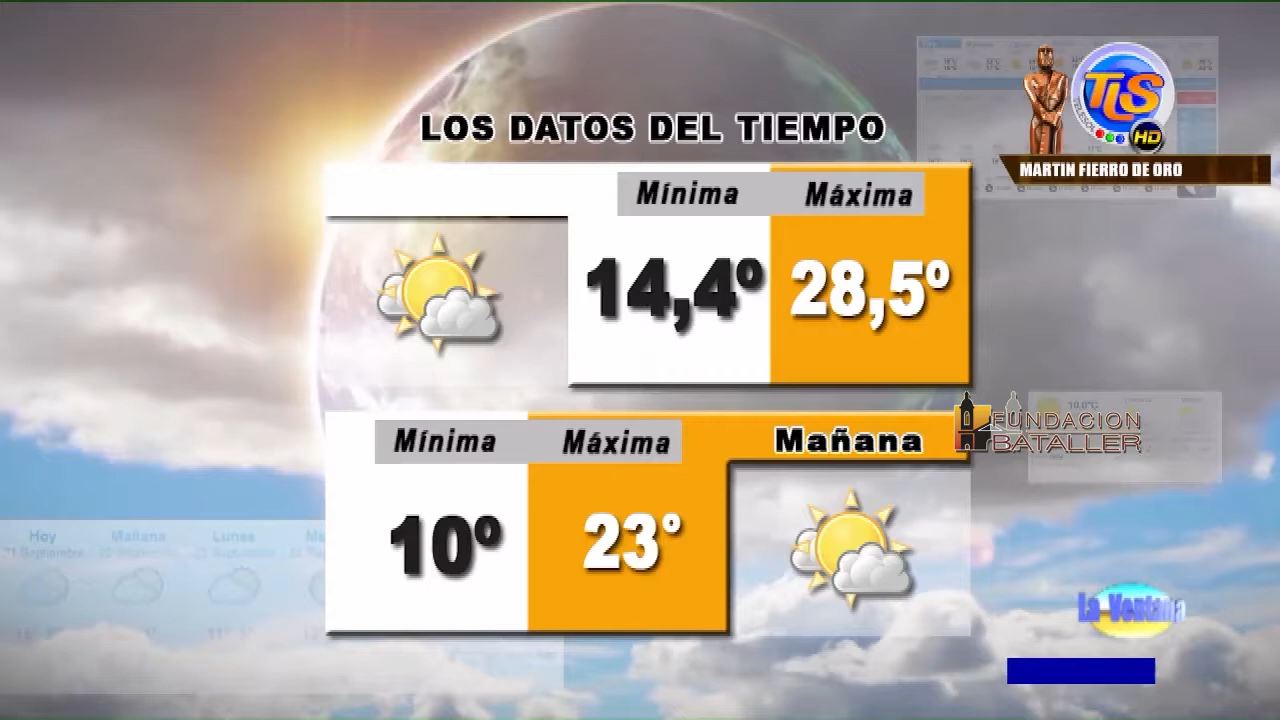 TLS
HD
MARTIN FIERRO DE ORO
LOS DATOS DEL TIEMPO
Mínima Máxima
14,4º 28,5º
Mínima Máxima Mañana
FUNDACION
BATALLER
10º 23°
Hoy Mañana Lunes
La Ventana